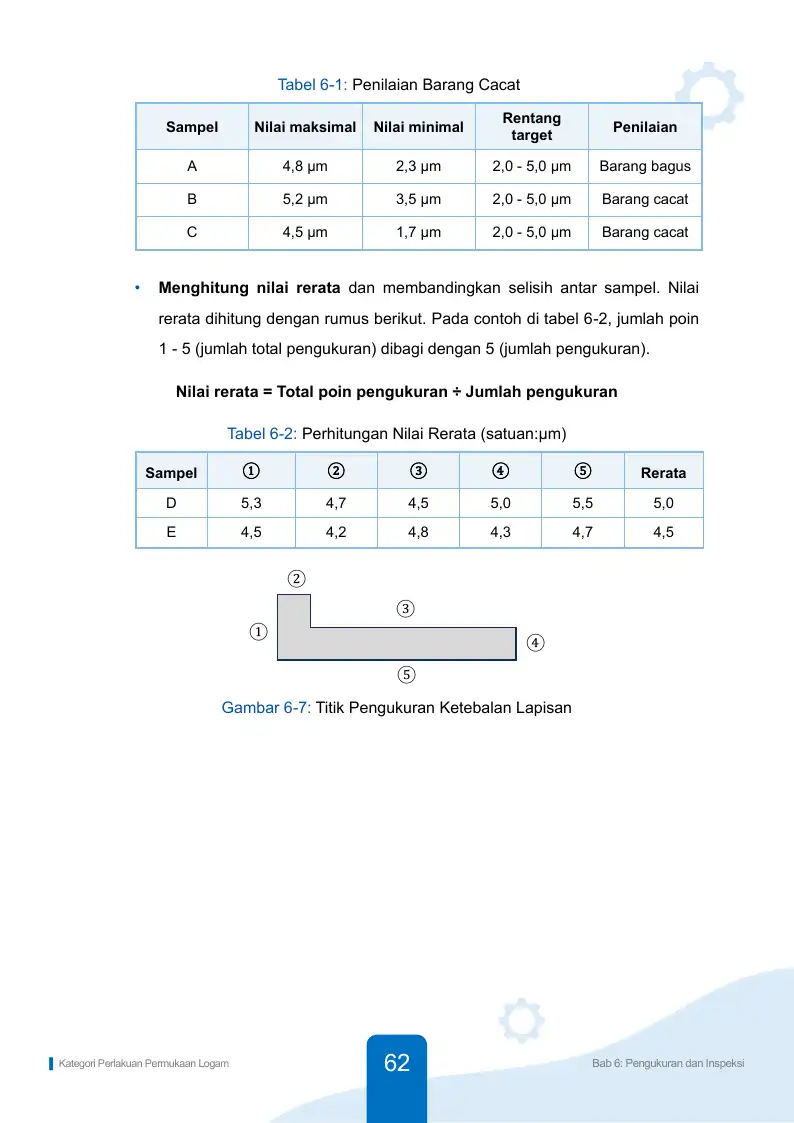 Tabel 6-1: Penilaian Barang Cacat
Sampel Nilai maksimal Nilai minimal Rentang target Penilaian
A 4,8 µm 2,3 µm 2,0 - 5,0 µm Barang bagus
B 5,2 µm 3,5 µm 2,0 - 5,0 µm Barang cacat
C 4,5 µm 1,7 µm 2,0 - 5,0 µm Barang cacat
• Menghitung nilai rerata dan membandingkan selisih antar sampel. Nilai
rerata dihitung dengan rumus berikut. Pada contoh di tabel 6-2, jumlah poin
1 - 5 (jumlah total pengukuran) dibagi dengan 5 (jumlah pengukuran).
Nilai rerata = Total poin pengukuran ÷ Jumlah pengukuran
Tabel 6-2: Perhitungan Nilai Rerata (satuan:µm)
Sampel ① ② ③ ④ ⑤ Rerata
D 5,3 4,7 4,5 5,0 5,5 5,0
E 4,5 4,2 4,8 4,3 4,7 4,5
②
③
①
④
⑤
Gambar 6-7: Titik Pengukuran Ketebalan Lapisan
Kategori Perlakuan Permukaan Logam
62
Bab 6: Pengukuran dan Inspeksi